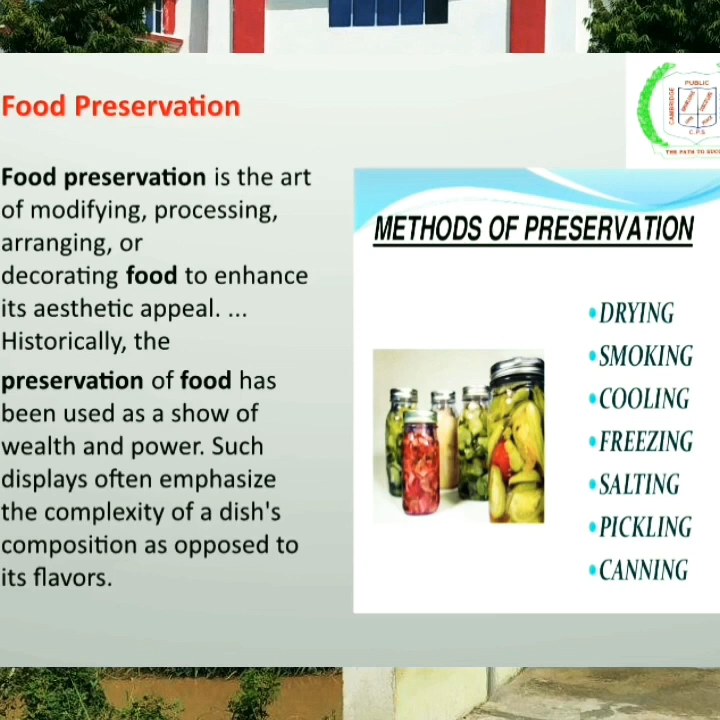 Food Preservation
Food preservation is the art
of modifying, processing,
arranging, or
decorating food to enhance
its aesthetic appeal. ...
Historically, the
preservation of food has
been used as a show of
wealth and power. Such
displays often emphasize
the complexity of a dish's
composition as opposed to
its flavors.
PUBLIC
CAMBRIDGE
C.P.S
THE PATH TO
METHODS OF PRESERVATION
•DRYING
•SMOKING
•COOLING
•FREEZING
•SALTING
•PICKLING
•CANNING